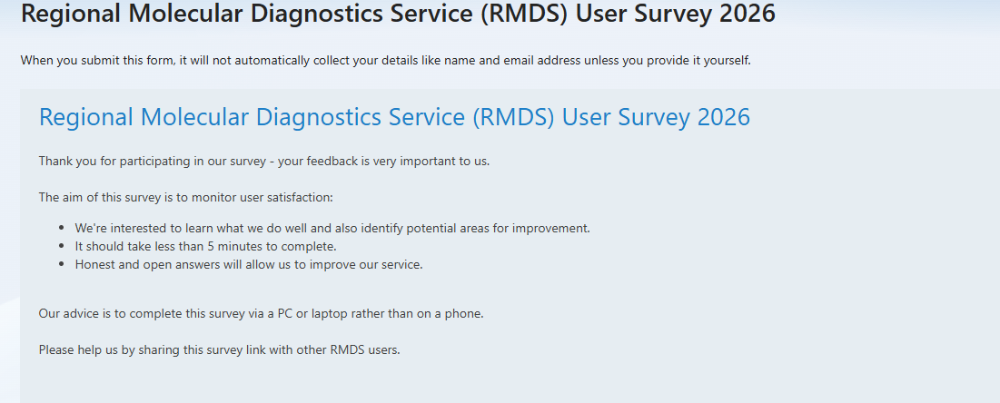 Regional Molecular Diagnostics Service (RMDS) User Survey 2026
When you submit this form, it will not automatically collect your details like name and email address unless you provide it yourself.
Regional Molecular Diagnostics Service (RMDS) User Survey 2026
Thank you for participating in our survey - your feedback is very important to us.
The aim of this survey is to monitor user satisfaction:
• We're interested to learn what we do well and also identify potential areas for improvement.
• It should take less than 5 minutes to complete.
• Honest and open answers will allow us to improve our service.
Our advice is to complete this survey via a PC or laptop rather than on a phone.
Please help us by sharing this survey link with other RMDS users.